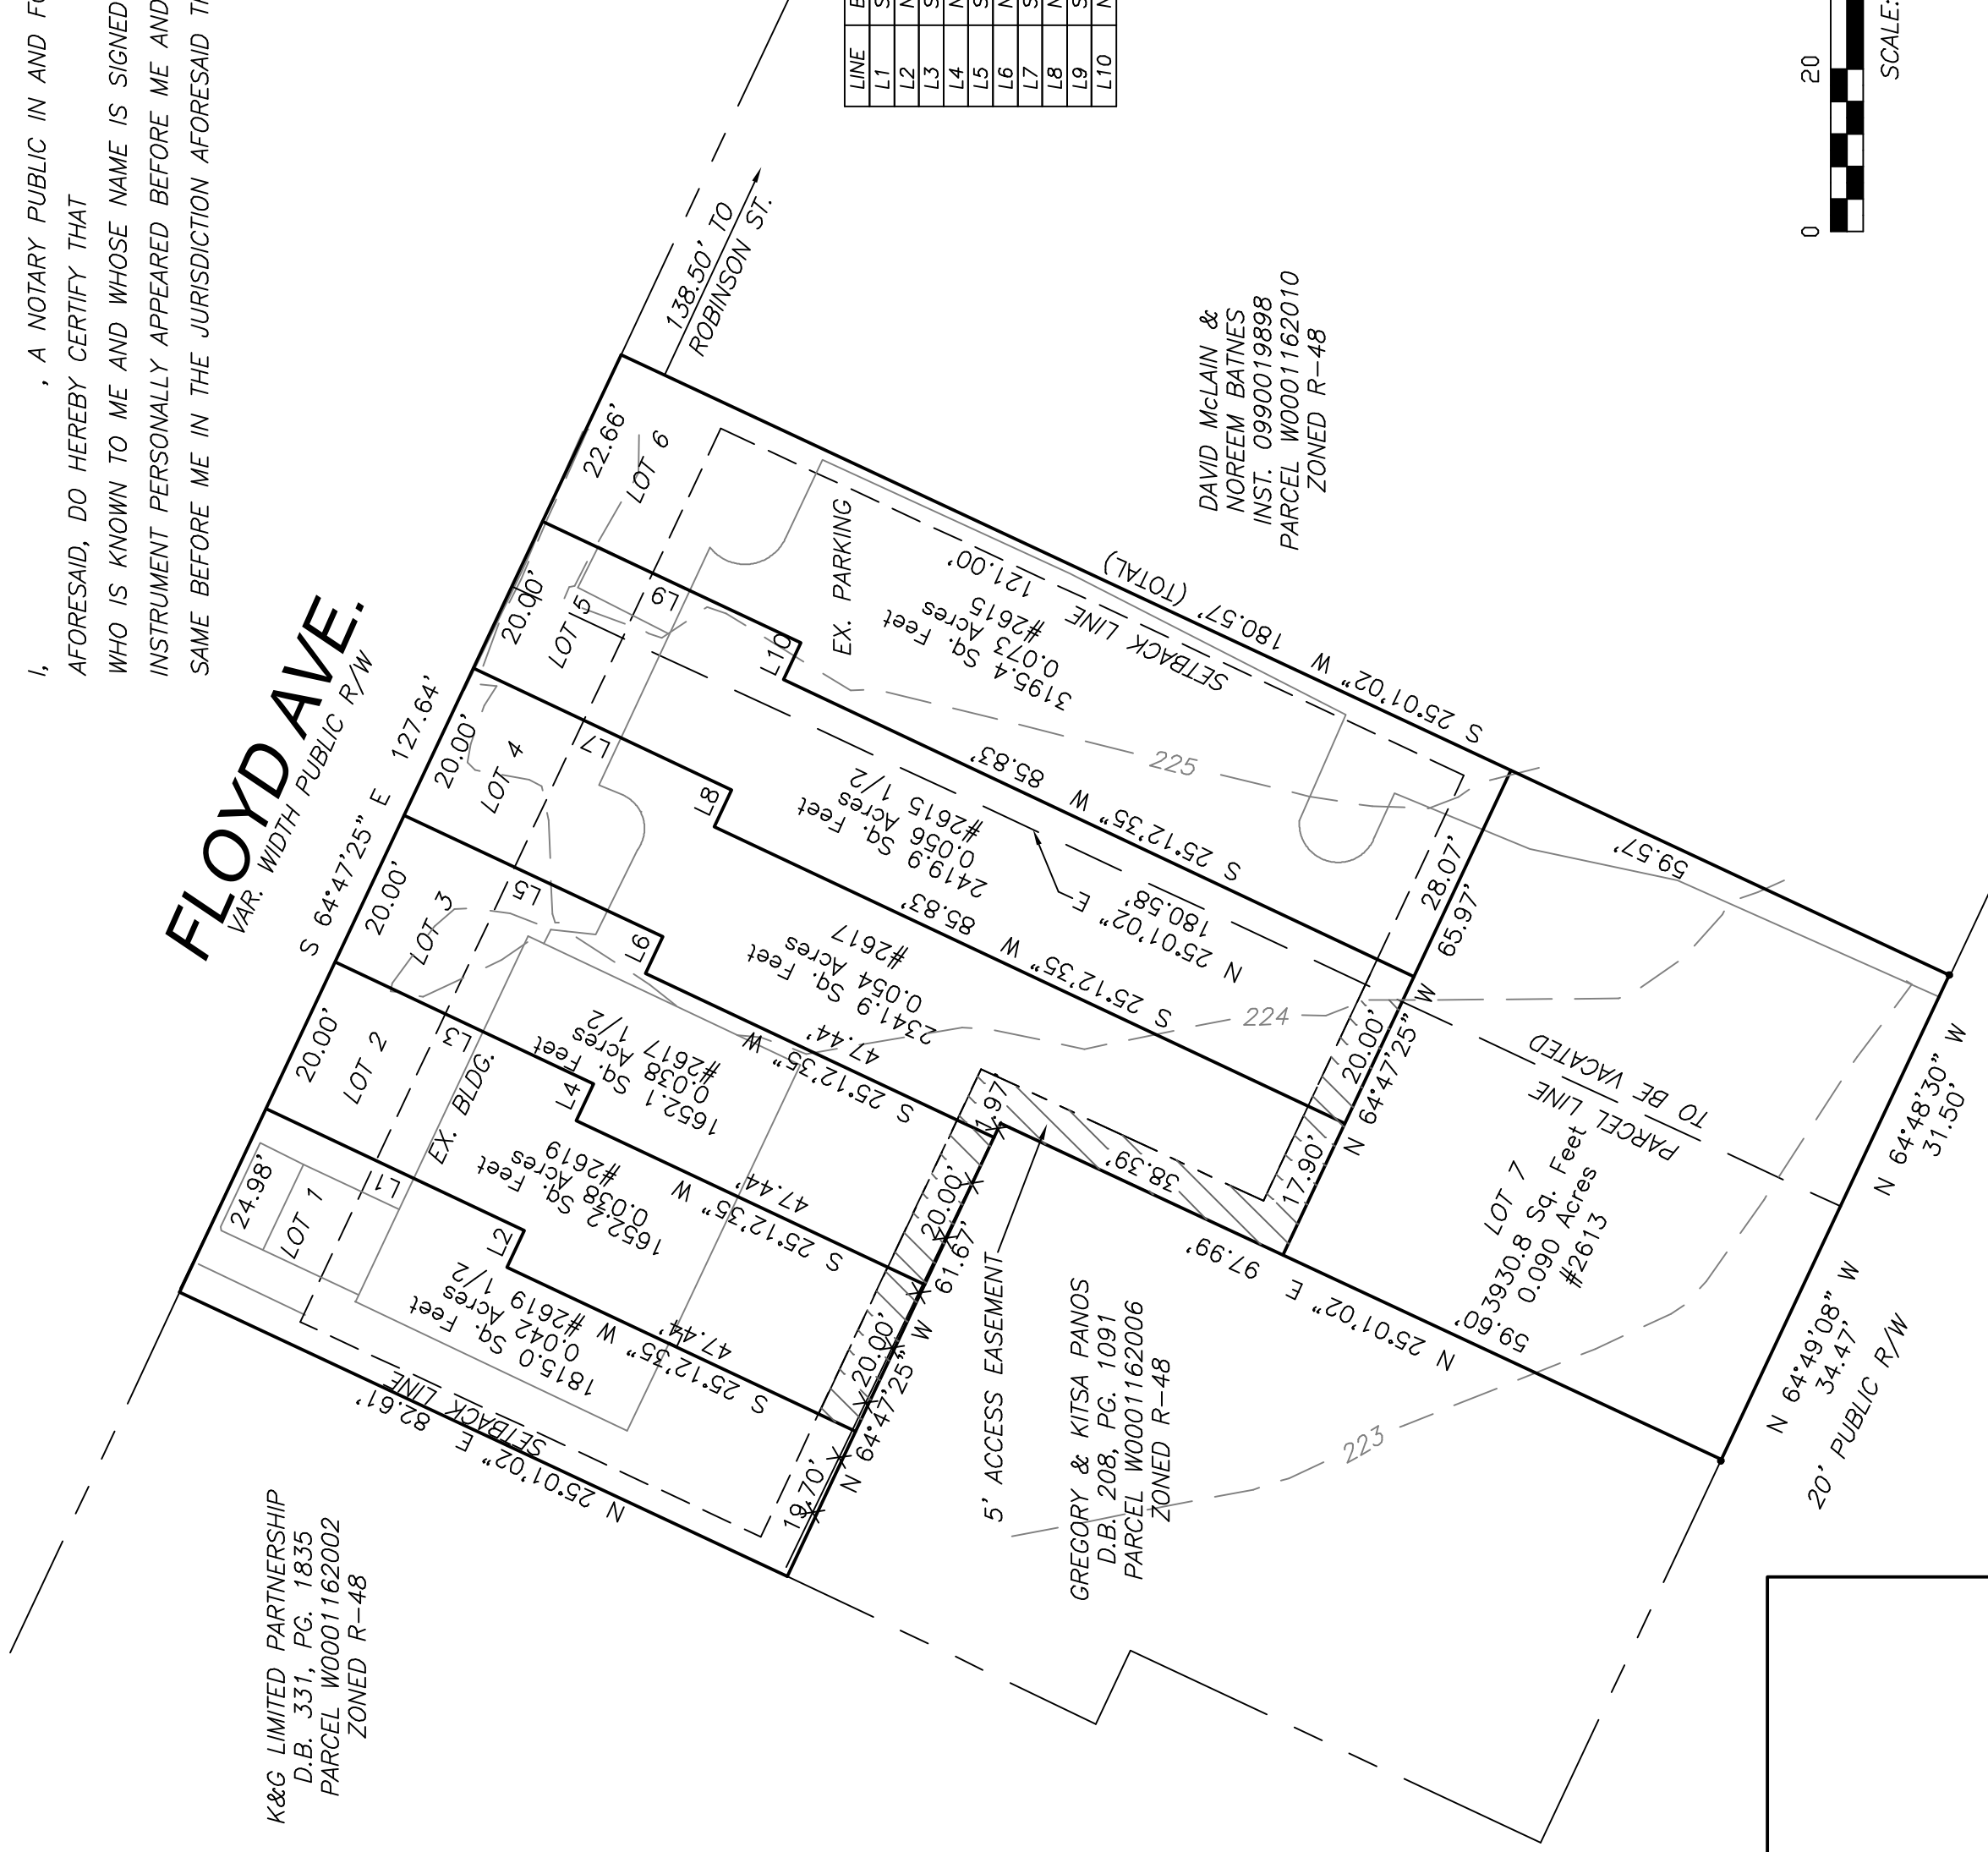 I, , A NOTARY PUBLIC IN AND
AFORESAID, DO HEREBY CERTIFY THAT
WHO IS KNOWN TO ME AND WHOSE NAME IS SIGNED
INSTRUMENT PERSONALLY APPEARED BEFORE ME AND
SAME BEFORE ME IN THE JURISDICTION AFORESAID
FLOYD AVE.
VAR. WIDTH PUBLIC R/W
S 64°47'25" E 127.64'
138.50' TO
ROBINSON ST.
LINE
L1 S
L2 N
L3 S
L4 N
L5 S
L6 N
L7 S
L8 N
L9 S
L10 N
0 20
SCALE:
DAVID McLAIN &
NOREEM BATNES
INST. 0990019898
PARCEL W0001162010
ZONED R-48
22.66'
LOT 6
20.00'
LOT 5
20.00'
LOT 4
20.00'
LOT 3
20.00'
LOT 2
24.98'
LOT 1
L9
L10
L7
L8
L5
L6
L3
L4
L1
L2
EX. PARKING
EX. BLDG.
121.00'
SETBACK LINE
#2615
0.073 Acres
3195.4 Sq. Feet
S 25°01'02" W 180.57' (TOTAL)
S 25°12'35" W 85.83'
#2615 1/2
0.056 Acres
2419.9 Sq. Feet
N 25°01'02" E
180.58'
S 25°12'35" W 85.83'
#2617
0.054 Acres
2341.9 Sq. Feet
S 25°12'35" W
47.44'
#2617 1/2
0.038 Acres
1652.1 Sq. Feet
S 25°12'35" W
47.44'
#2619
0.038 Acres
1652.2 Sq. Feet
S 25°12'35" W
47.44'
#2619 1/2
0.042 Acres
1815.0 Sq. Feet
SETBACK LINE
N 25°01'02" E 82.61'
225
224
223
28.07'
65.97'
20.00'
N 64°47'25" W
17.90'
59.57'
1.97'
20.00'
61.67'
20.00'
N 64°47'25" W
19.70'
38.39'
N 25°01'02" E 97.99'
59.60'
5' ACCESS EASEMENT
PARCEL LINE
TO BE VACATED
LOT 7
3930.8 Sq. Feet
0.090 Acres
#2613
N 64°48'30" W
31.50'
N 64°49'08" W
34.47'
20' PUBLIC R/W
GREGORY & KITSA PANOS
D.B. 208, PG. 1091
PARCEL W0001162006
ZONED R-48
K&G LIMITED PARTNERSHIP
D.B. 331, PG. 1835
PARCEL W0001162002
ZONED R-48